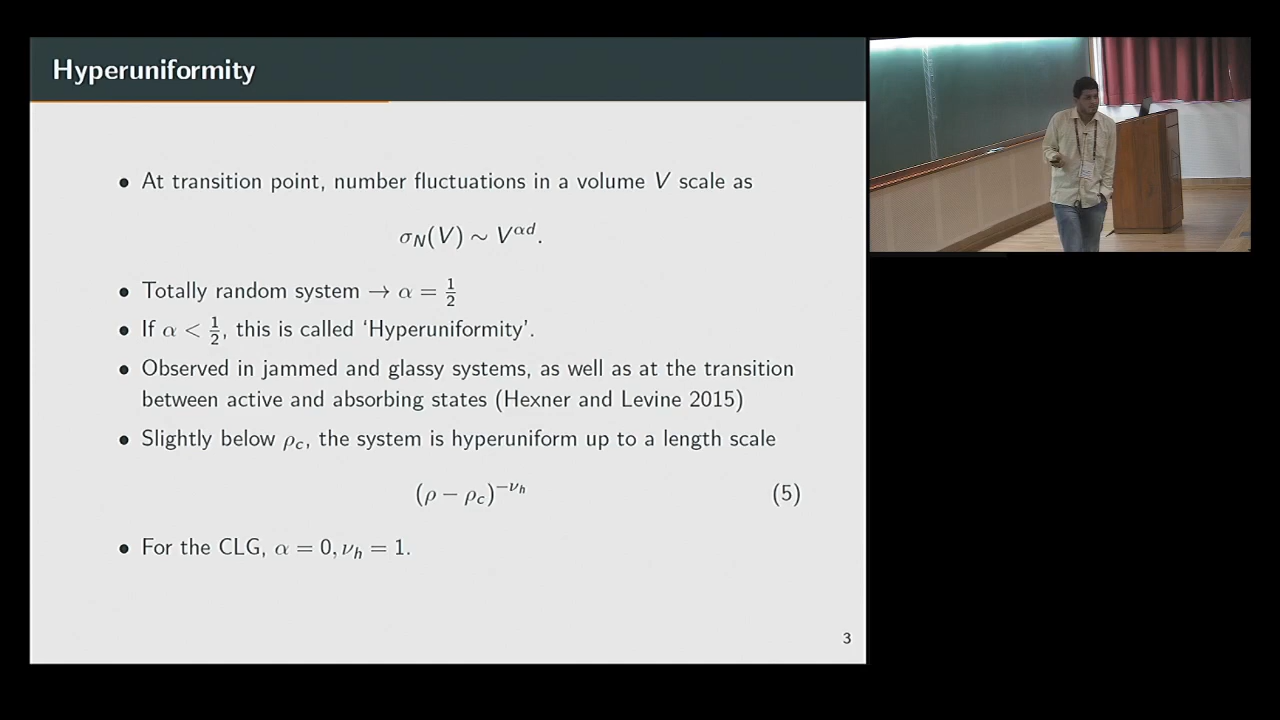 Hyperuniformity
• At transition point, number fluctuations in a volume V scale as
σ_N(V) ∼ V^{αd}.
• Totally random system → α = 1/2
• If α < 1/2, this is called ‘Hyperuniformity’.
• Observed in jammed and glassy systems, as well as at the transition
between active and absorbing states (Hexner and Levine 2015)
• Slightly below ρ_c, the system is hyperuniform up to a length scale
(ρ − ρ_c)^{−ν_h} (5)
• For the CLG, α = 0, ν_h = 1.
3